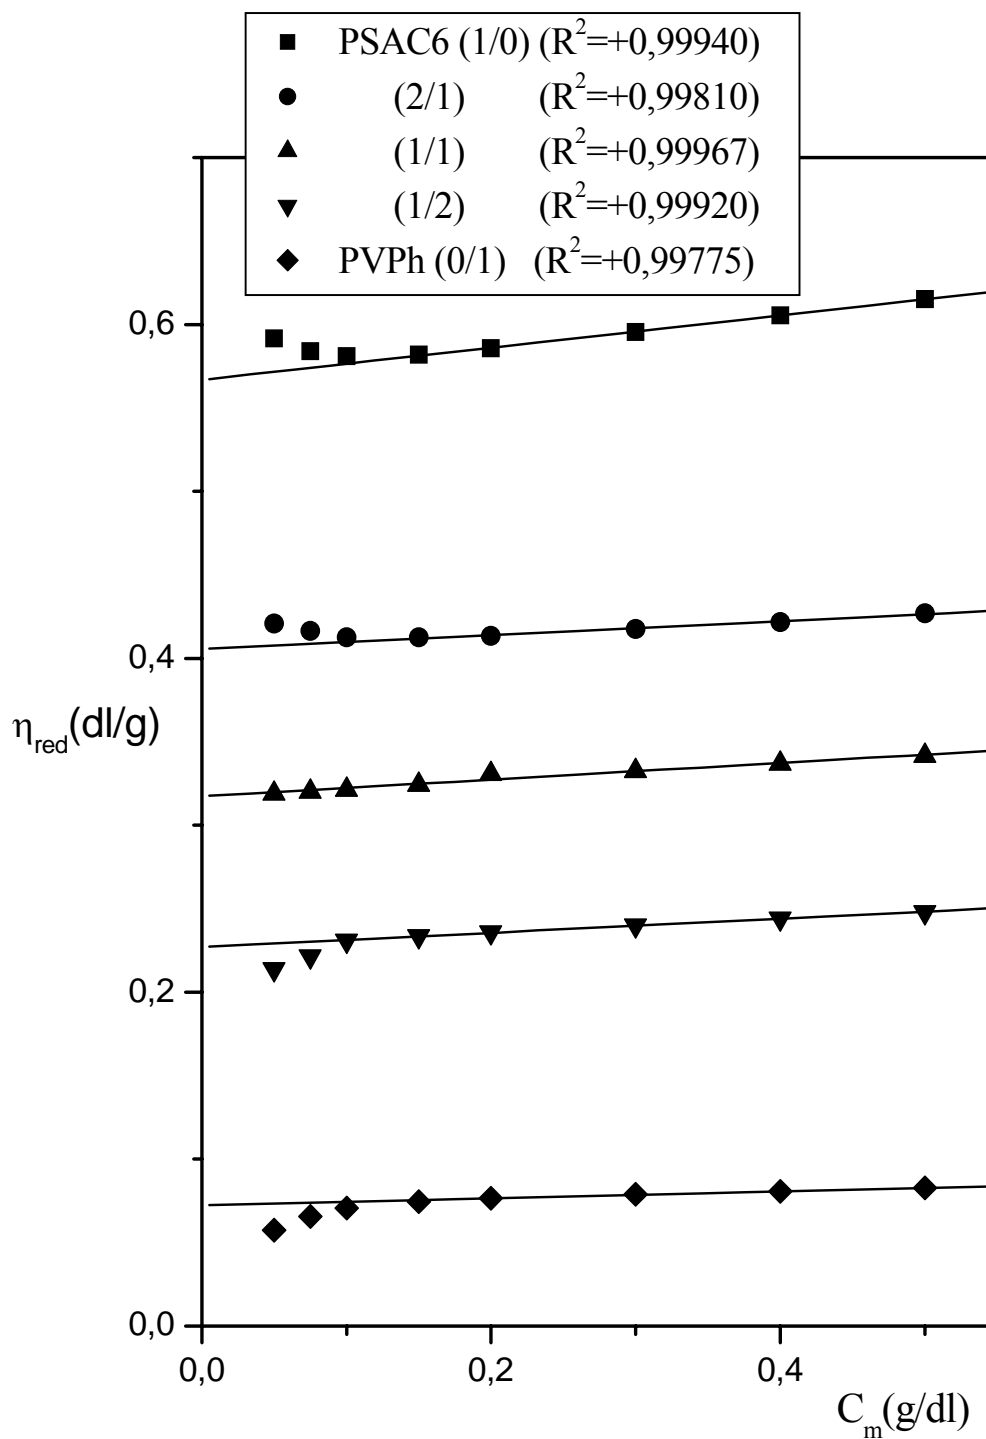 PSAC6 (1/0) (R²=+0,99940)
(2/1) (R²=+0,99810)
(1/1) (R²=+0,99967)
(1/2) (R²=+0,99920)
PVPh (0/1) (R²=+0,99775)
0,6
0,4
ηred(dl/g)
0,2
0,0
0,0 0,2 0,4
Cm(g/dl)